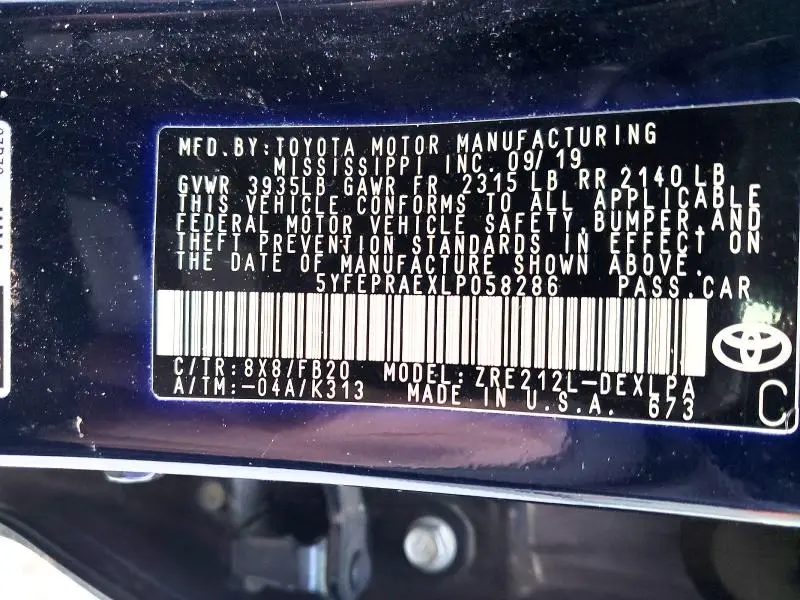 MFD.BY:TOYOTA MOTOR MANUFACTURING
MISSISSIPPI INC. 09/19
GVWR 3935LB GAWR FR 2315 LB RR 2140 LB
THIS VEHICLE CONFORMS TO ALL APPLICABLE
FEDERAL MOTOR VEHICLE SAFETY,BUMPER,AND
THEFT PREVENTION STANDARDS IN EFFECT ON
THE DATE OF MANUFACTURE SHOWN ABOVE.
5YFEPRAEXLP058286 PASS.CAR
C/TR:8X8/FB20 MODEL:ZRE212L-DEXLPA
A/TM:-04A/K313 MADE IN U.S.A. 673
C